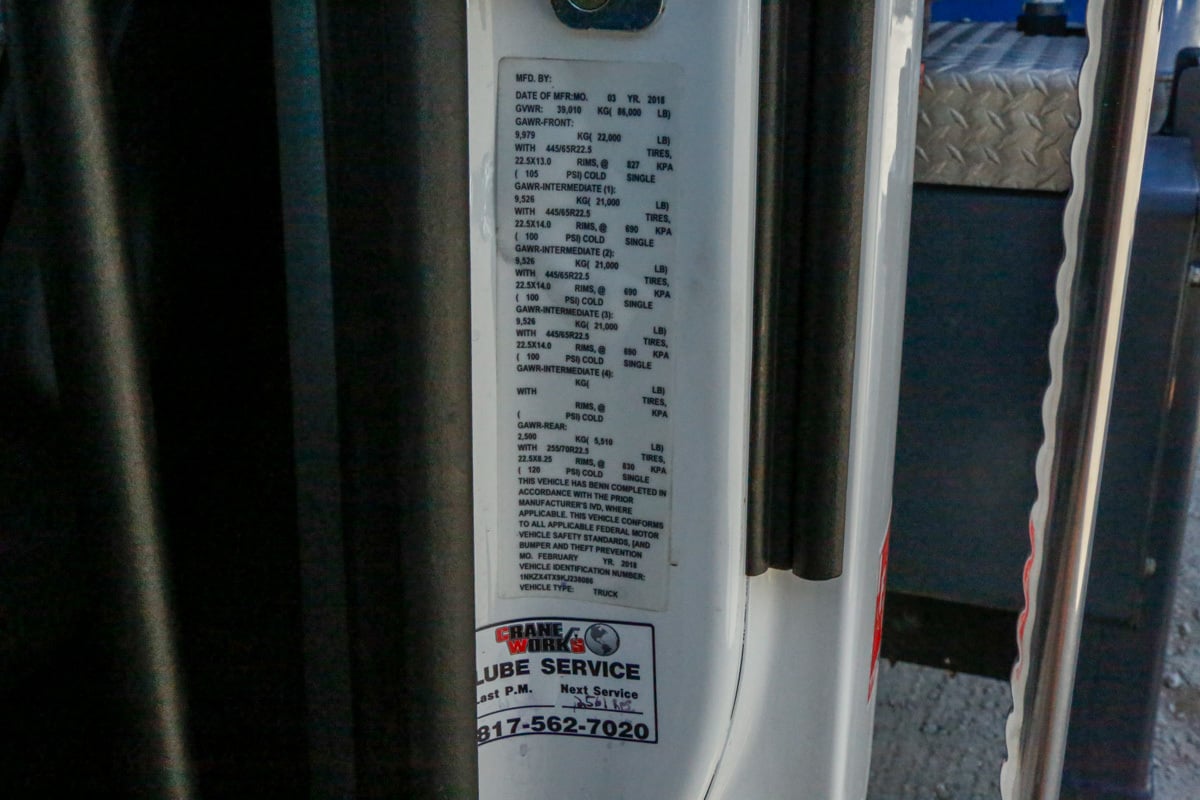 MFD. BY:
DATE OF MFR:MO. 03 YR. 2018
GVWR: 39,010 KG( 86,000 LB)
GAWR-FRONT:
9,979 KG( 22,000 LB)
WITH 445/65R22.5 TIRES,
22.5X13.0 RIMS, @ 827 KPA
( 105 PSI) COLD SINGLE
GAWR-INTERMEDIATE (1):
9,526 KG( 21,000 LB)
WITH 445/65R22.5 TIRES,
22.5X14.0 RIMS, @ 690 KPA
( 100 PSI) COLD SINGLE
GAWR-INTERMEDIATE (2):
9,526 KG( 21,000 LB)
WITH 445/65R22.5 TIRES,
22.5X14.0 RIMS, @ 690 KPA
( 100 PSI) COLD SINGLE
GAWR-INTERMEDIATE (3):
9,526 KG( 21,000 LB)
WITH 445/65R22.5 TIRES,
22.5X14.0 RIMS, @ 690 KPA
( 100 PSI) COLD SINGLE
GAWR-INTERMEDIATE (4):
KG( LB)
WITH TIRES,
RIMS, @ KPA
( PSI) COLD
GAWR-REAR:
2,500 KG( 5,510 LB)
WITH 255/70R22.5 TIRES,
22.5X8.25 RIMS, @ 830 KPA
( 120 PSI) COLD SINGLE
THIS VEHICLE HAS BENN COMPLETED IN
ACCORDANCE WITH THE PRIOR
MANUFACTURER'S IVD, WHERE
APPLICABLE. THIS VEHICLE CONFORMS
TO ALL APPLICABLE FEDERAL MOTOR
VEHICLE SAFETY STANDARDS, [AND
BUMPER AND THEFT PREVENTION
MO. FEBRUARY YR. 2018
VEHICLE IDENTIFICATION NUMBER:
1NKZX4TX9KJ238086
VEHICLE TYPE: TRUCK
CRANE WORKS
LUBE SERVICE
Last P.M. Next Service
817-562-7020